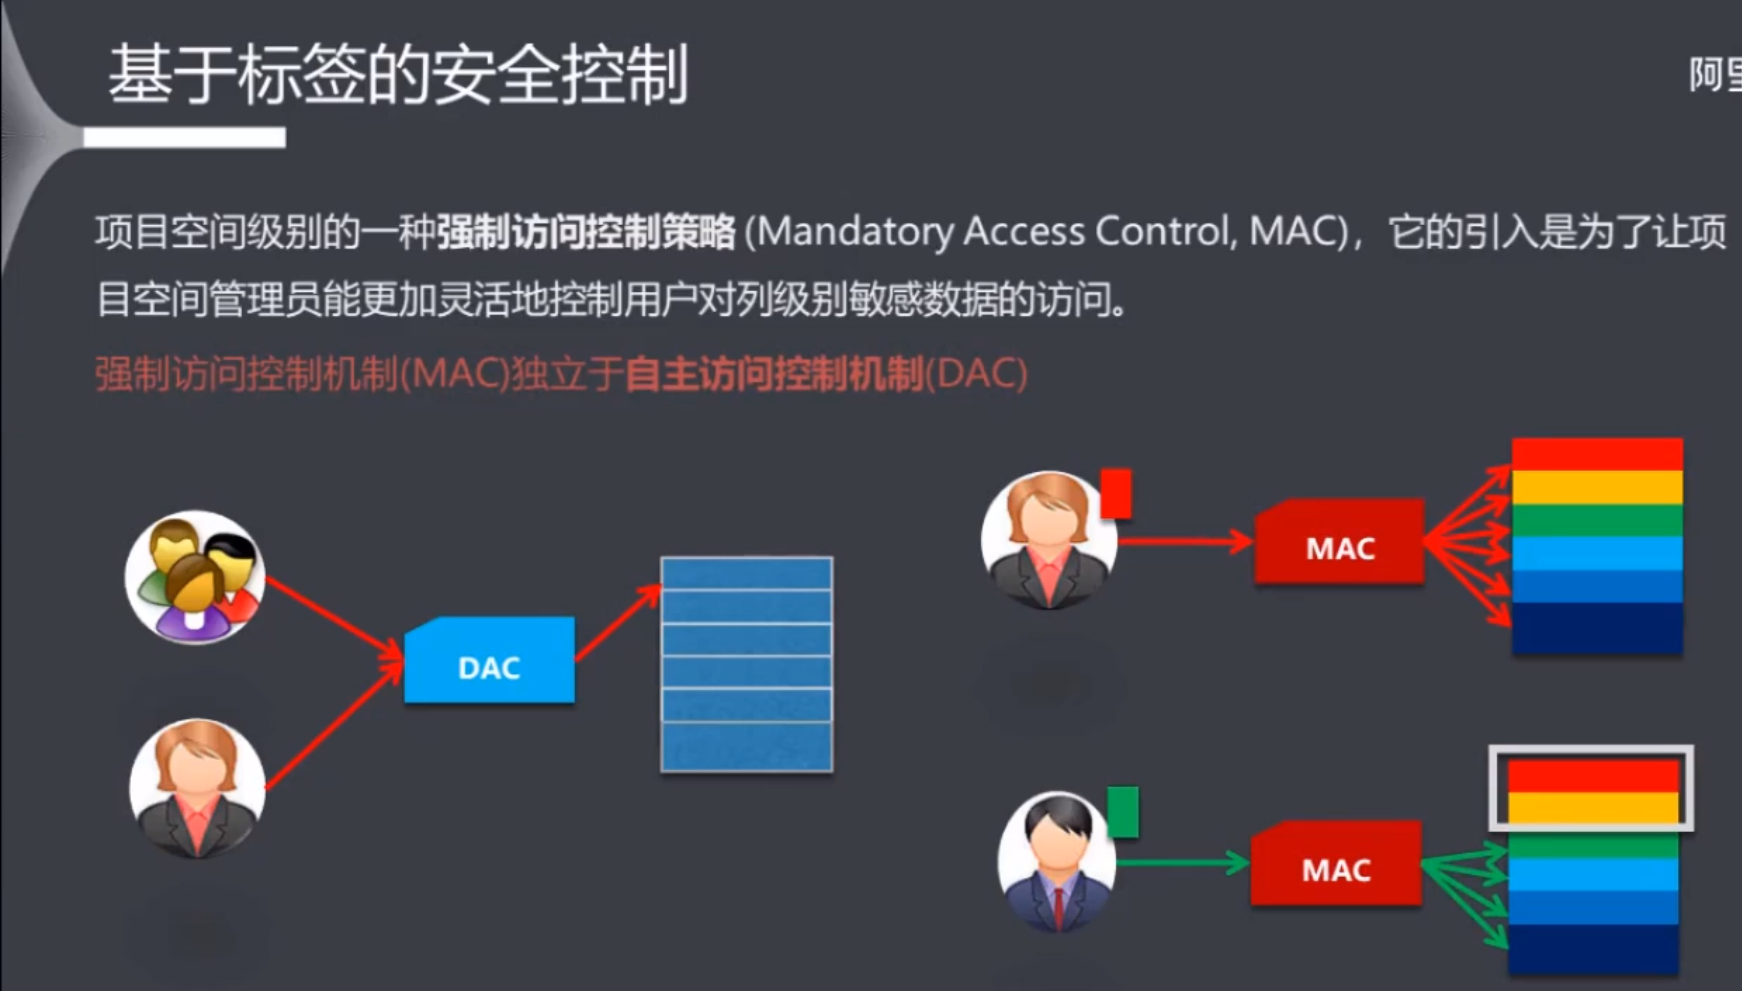 基于标签的安全控制
阿里
项目空间级别的一种强制访问控制策略 (Mandatory Access Control, MAC)，它的引入是为了让项
目空间管理员能更加灵活地控制用户对列级别敏感数据的访问。
强制访问控制机制(MAC)独立于自主访问控制机制(DAC)
MAC
DAC
MAC